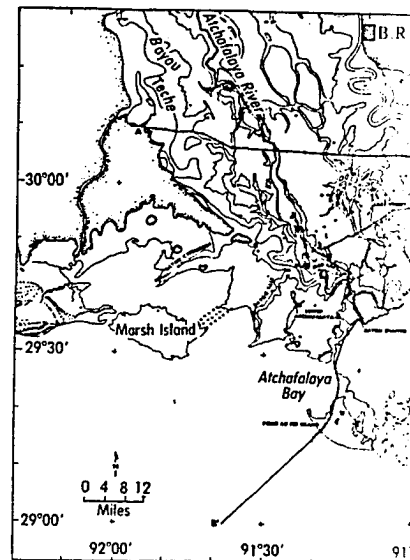 B.R
Atchafalaya River
Bayou Teche
A
30°00'
Marsh Island
29°30'
Atchafalaya Bay
0 4 8 12
Miles
29°00'
B'
92°00'
91°30'